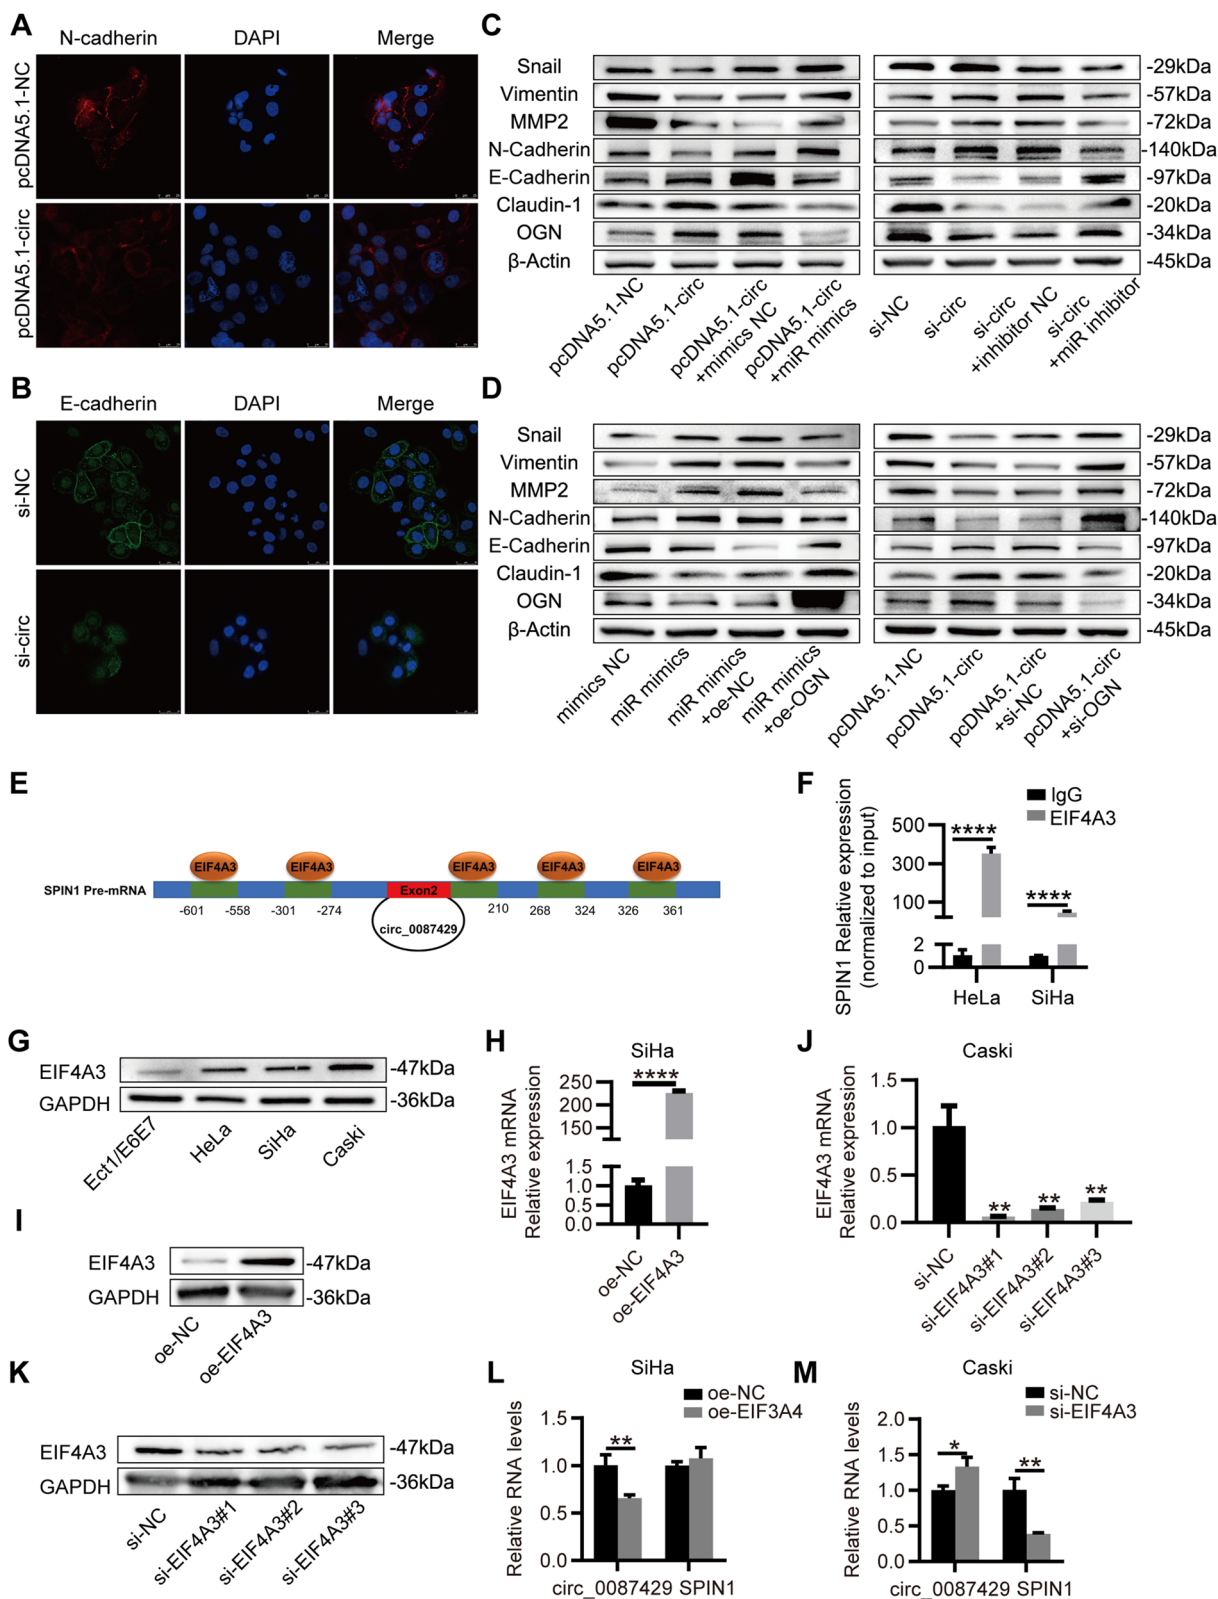 A
N-cadherin DAPI Merge
pcDNA5.1-NC
pcDNA5.1-circ
B
E-cadherin DAPI Merge
si-NC
si-circ
C
Snail -29kDa
Vimentin -57kDa
MMP2 -72kDa
N-Cadherin -140kDa
E-Cadherin -97kDa
Claudin-1 -20kDa
OGN -34kDa
β-Actin -45kDa
pcDNA5.1-NC
pcDNA5.1-circ
pcDNA5.1-circ
+mimics NC
pcDNA5.1-circ
+miR mimics
si-NC
si-circ
si-circ
+inhibitor NC
si-circ
+miR inhibitor
D
Snail -29kDa
Vimentin -57kDa
MMP2 -72kDa
N-Cadherin -140kDa
E-Cadherin -97kDa
Claudin-1 -20kDa
OGN -34kDa
β-Actin -45kDa
mimics NC
miR mimics
miR mimics
+oe-NC
miR mimics
+oe-OGN
pcDNA5.1-NC
pcDNA5.1-circ
pcDNA5.1-circ
+si-NC
pcDNA5.1-circ
+si-OGN
E
EIF4A3 EIF4A3 EIF4A3 EIF4A3 EIF4A3
SPIN1 Pre-mRNA Exon2
-601 -558 -301 -274 210 268 324 326 361
circ_0087429
F
SPIN1 Relative expression
(normalized to input)
IgG
EIF4A3
500
300
100
2
0
**** ****
HeLa SiHa
G
EIF4A3 -47kDa
GAPDH -36kDa
Ect1/E6E7 HeLa SiHa Caski
H
SiHa
EIF4A3 mRNA
Relative expression
250
200
150
1.5
1.0
0.5
0.0
****
oe-NC
oe-EIF4A3
J
Caski
EIF4A3 mRNA
Relative expression
1.5
1.0
0.5
0.0
** ** **
si-NC
si-EIF4A3#1
si-EIF4A3#2
si-EIF4A3#3
I
EIF4A3 -47kDa
GAPDH -36kDa
oe-NC
oe-EIF4A3
K
EIF4A3 -47kDa
GAPDH -36kDa
si-NC
si-EIF4A3#1
si-EIF4A3#2
si-EIF4A3#3
L
SiHa
oe-NC
oe-EIF3A4
Relative RNA levels
1.5
1.0
0.5
0.0
**
circ_0087429 SPIN1
M
Caski
si-NC
si-EIF4A3
Relative RNA levels
2.0
1.5
1.0
0.5
0.0
* **
circ_0087429 SPIN1